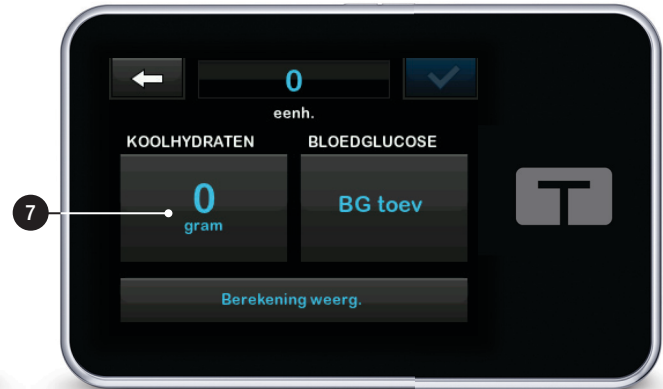 0
eenh.
KOOLHYDRATEN
BLOEDGLUCOSE
0
gram
BG toev
Berekening weerg.
7